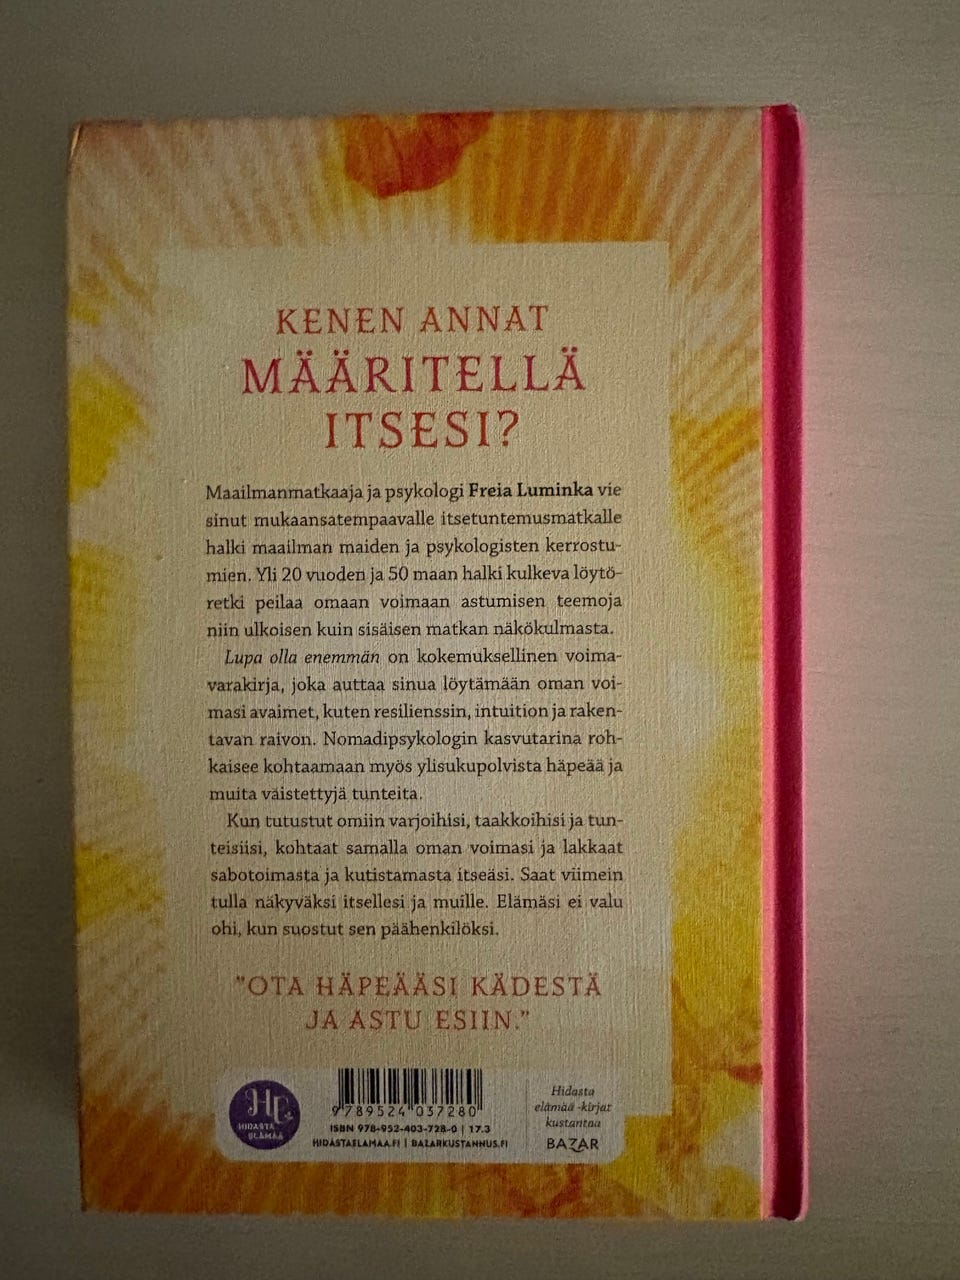 KENEN ANNAT
MÄÄRITELLÄ
ITSESI?
Maailmanmatkaaja ja psykologi Freia Luminka vie
sinut mukaansatempaavalle itsetuntemusmatkalle
halki maailman maiden ja psykologisten kerrostu-
mien. Yli 20 vuoden ja 50 maan halki kulkeva löytö-
retki peilaa omaan voimaan astumisen teemoja
niin ulkoisen kuin sisäisen matkan näkökulmasta.
Lupa olla enemmän on kokemuksellinen voima-
varakirja, joka auttaa sinua löytämään oman voi-
masi avaimet, kuten resilienssin, intuition ja raken-
tavan raivon. Nomadipsykologin kasvutarina roh-
kaisee kohtaamaan myös ylisukupolvista häpeää ja
muita väistettyjä tunteita.
Kun tutustut omiin varjoihisi, taakkoihisi ja tun-
teisiisi, kohtaat samalla oman voimasi ja lakkaat
sabotoimasta ja kutistamasta itseäsi. Saat viimein
tulla näkyväksi itsellesi ja muille. Elämäsi ei valu
ohi, kun suostut sen päähenkilöksi.
"OTA HÄPEÄÄSI KÄDESTÄ
JA ASTU ESIIN."
HE
HIDASTA
ELÄMÄÄ
9 789524 037280
ISBN 978-952-403-728-0 | 17.3
HIDASTAELAMAA.FI | BAZARKUSTANNUS.FI
Hidasta
elämää -kirjat
kustantaa
BAZAR